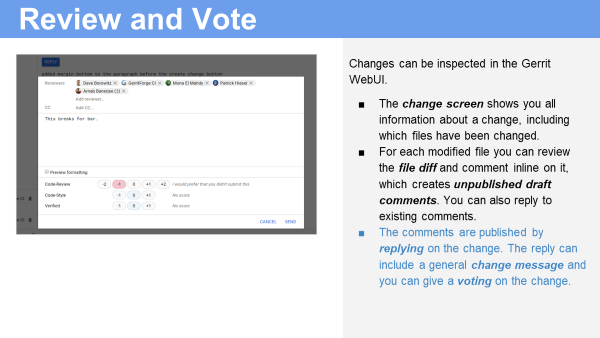 Review and Vote
REPLY
added margin bottom to the paragraph before the create change button
Reviewers Dave Borowitz GerritForge CI Mona El Mahdy Patrick Hiesel
Arnab Banerjee (;;)
Add reviewer...
CC Add CC...
This breaks for bar.
Preview formatting
Code-Review -2 -1 0 +1 +2 I would prefer that you didn't submit this
Code-Style -1 0 +1 No score
Verified -1 0 +1 No score
CANCEL SEND
Changes can be inspected in the Gerrit
WebUI.
■ The change screen shows you all
information about a change, including
which files have been changed.
■ For each modified file you can review
the file diff and comment inline on it,
which creates unpublished draft
comments. You can also reply to
existing comments.
■ The comments are published by
replying on the change. The reply can
include a general change message and
you can give a voting on the change.